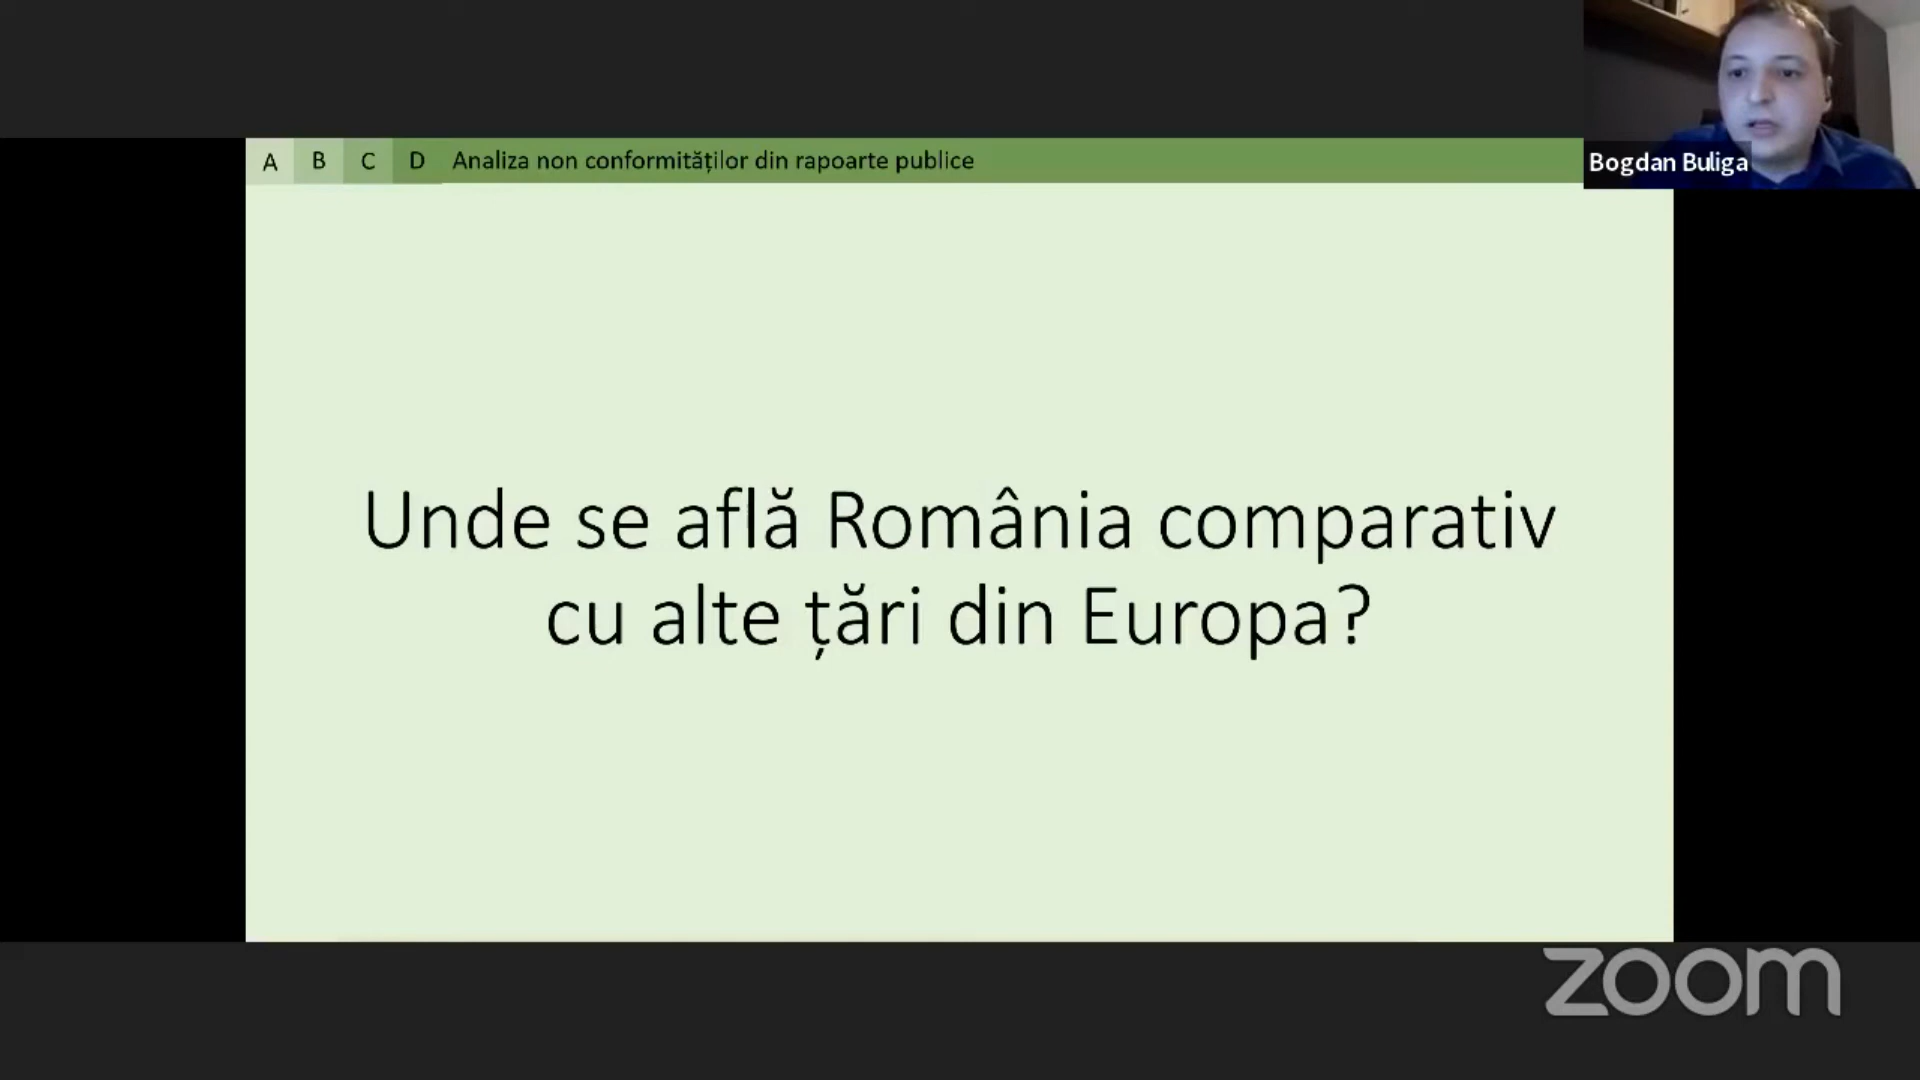 A B C D Analiza non conformităților din rapoarte publice
Bogdan Buliga
Unde se află România comparativ
cu alte țări din Europa?
zoom